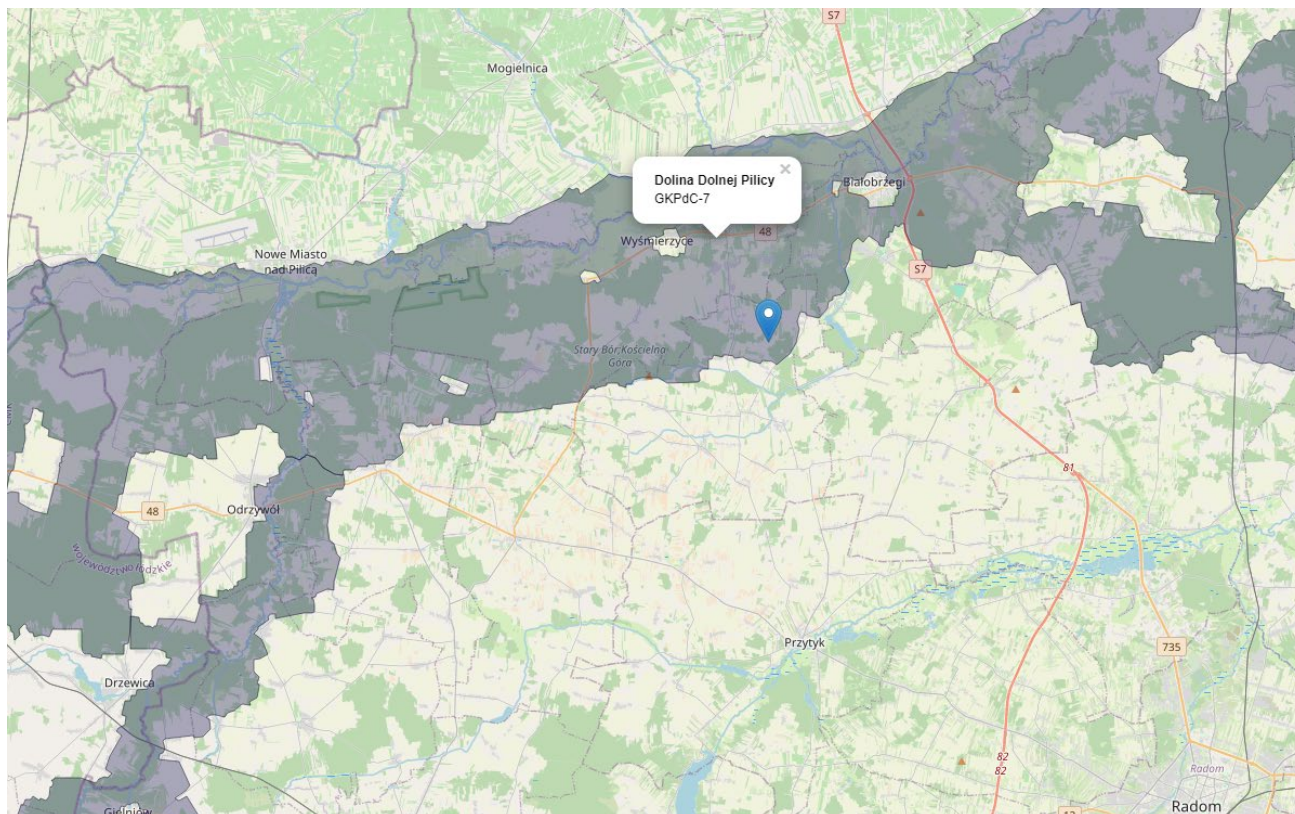 S7
Mogielnica
Dolina Dolnej Pilicy
GKPdC-7
×
Białobrzegi
48
Wyśmierzyce
Nowe Miasto
nad Pilicą
S7
Stary Bór Kościelna
Góra
81
48
Odrzywół
województwo łódzkie
Przytyk
735
Drzewica
82
82
Radom
Gielniów
Radom